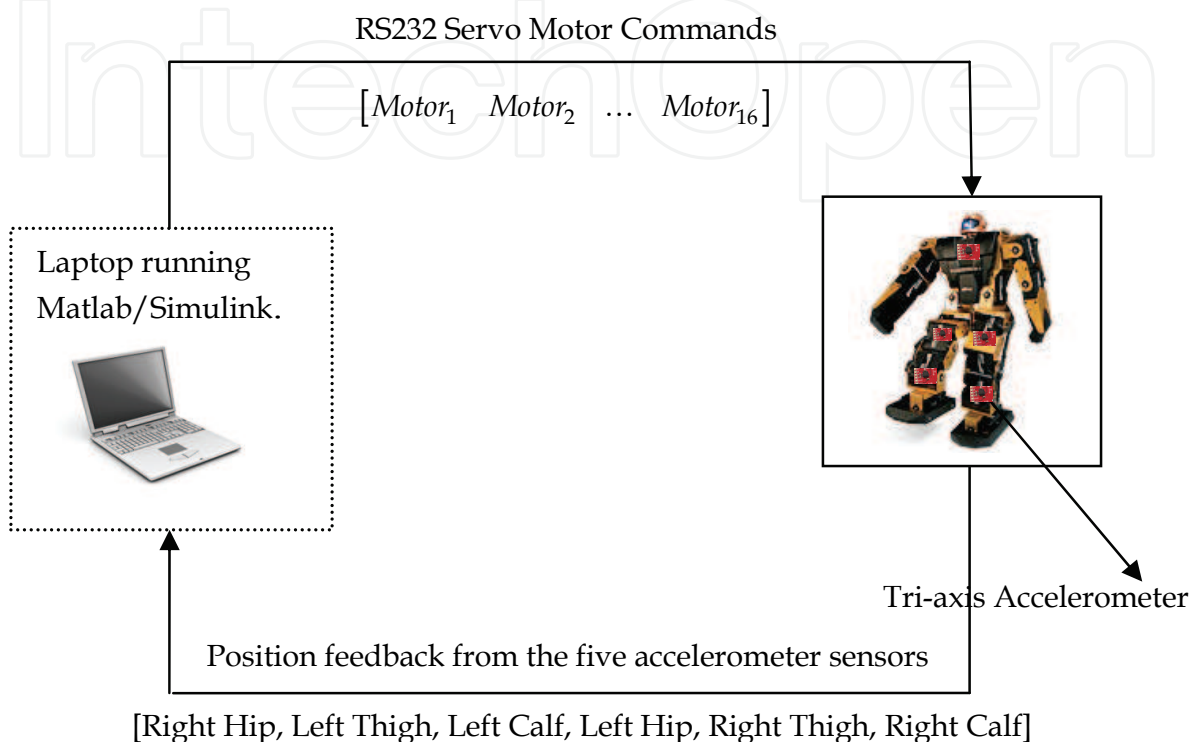 IntechOpen
RS232 Servo Motor Commands
[Motor₁ Motor₂ … Motor₁₆]
Laptop running
Matlab/Simulink.
Tri-axis Accelerometer
Position feedback from the five accelerometer sensors
[Right Hip, Left Thigh, Left Calf, Left Hip, Right Thigh, Right Calf]